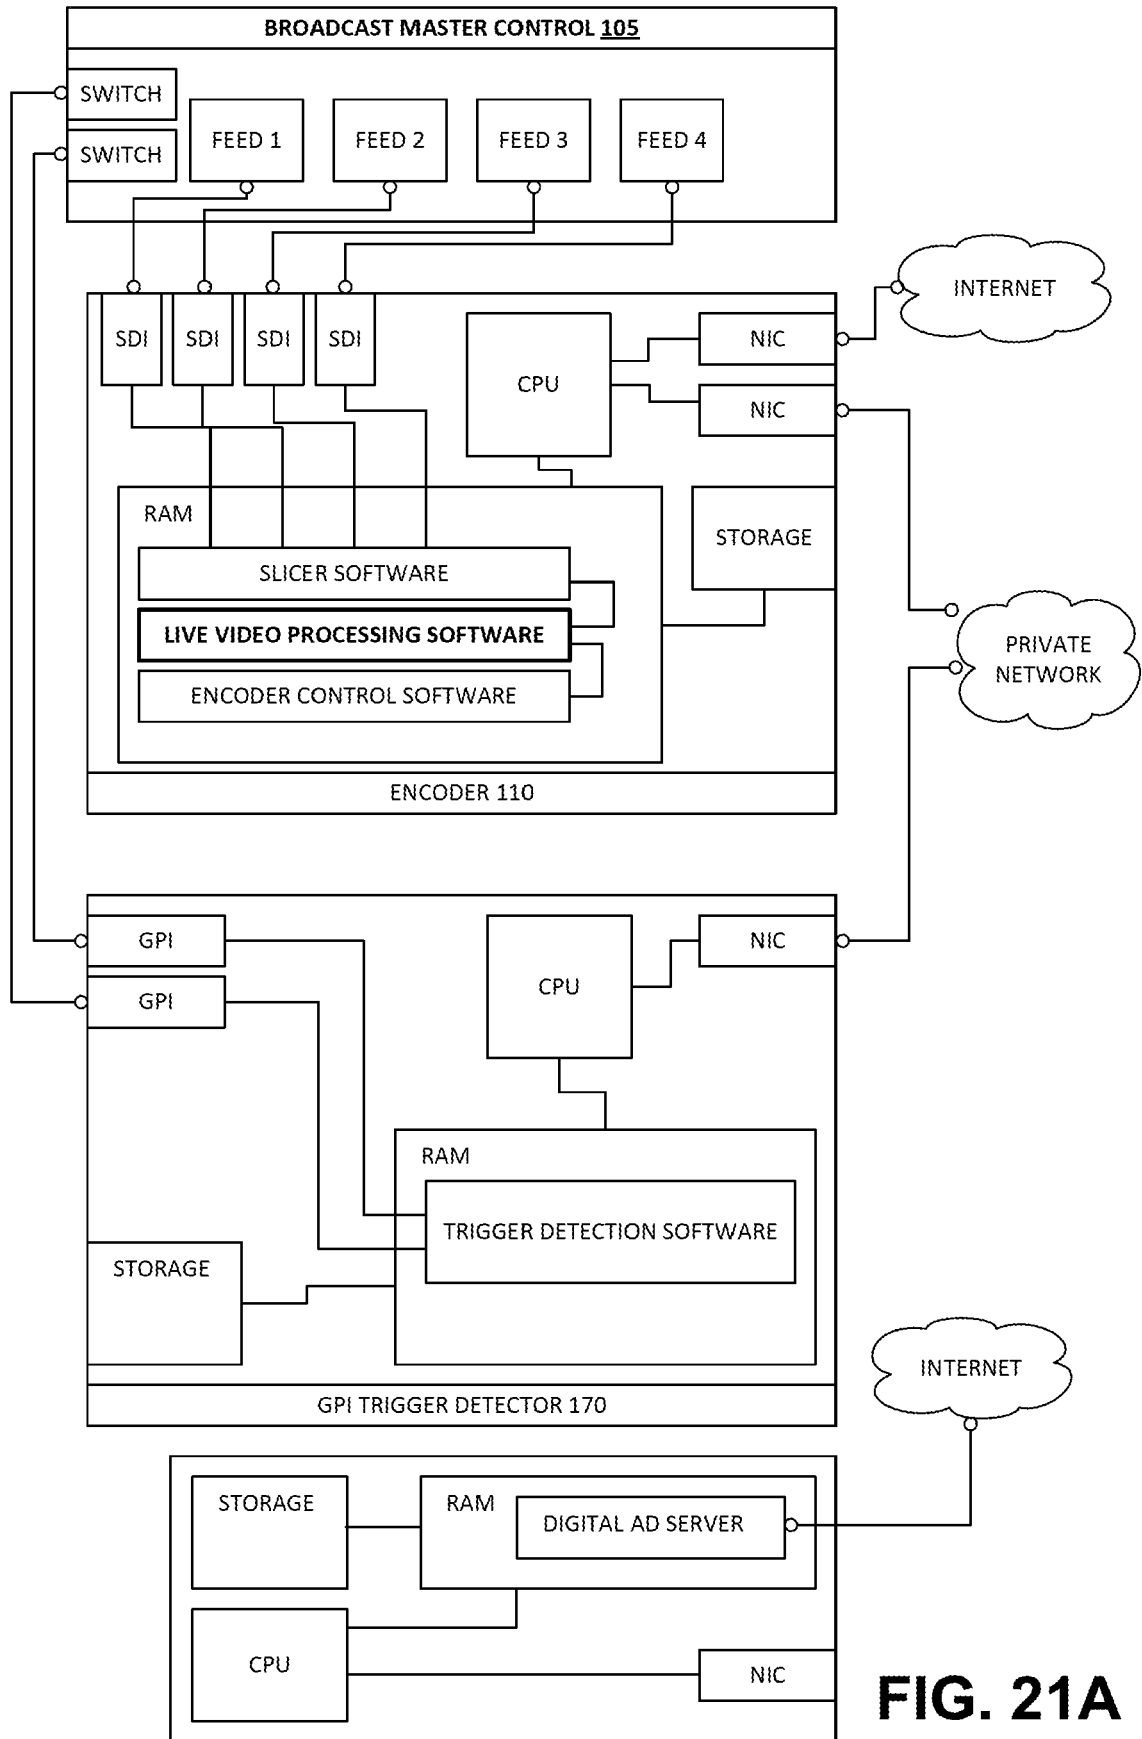 BROADCAST MASTER CONTROL 105
SWITCH
SWITCH
FEED 1
FEED 2
FEED 3
FEED 4
INTERNET
SDI
SDI
SDI
SDI
CPU
NIC
NIC
RAM
STORAGE
SLICER SOFTWARE
LIVE VIDEO PROCESSING SOFTWARE
ENCODER CONTROL SOFTWARE
PRIVATE
NETWORK
ENCODER 110
GPI
GPI
CPU
NIC
RAM
TRIGGER DETECTION SOFTWARE
STORAGE
GPI TRIGGER DETECTOR 170
INTERNET
STORAGE
RAM
DIGITAL AD SERVER
CPU
NIC
FIG. 21A